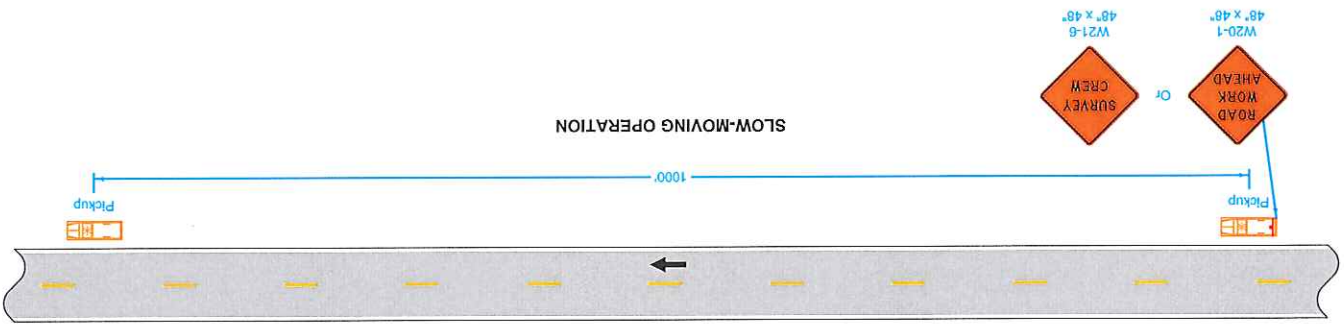 Pickup
Pickup
1000'
SLOW-MOVING OPERATION
ROAD
WORK
AHEAD
W20-1
48" x 48"
Or
SURVEY
CREW
W21-6
48" x 48"